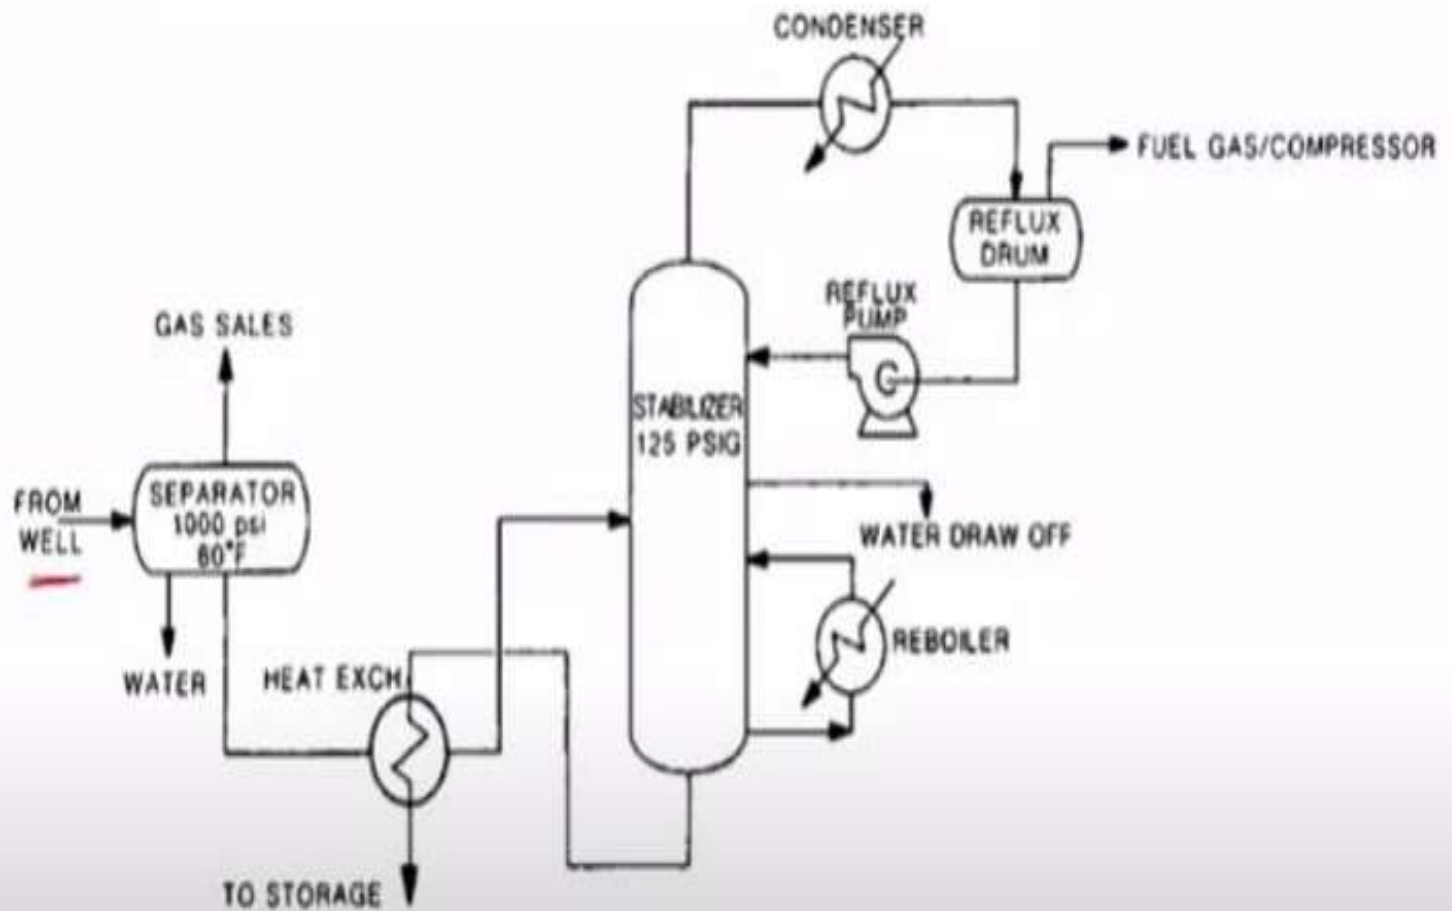 CONDENSER
FUEL GAS/COMPRESSOR
REFLUX
DRUM
REFLUX
PUMP
GAS SALES
STABILIZER
125 PSIG
SEPARATOR
1000 psi
60°F
FROM
WELL
WATER DRAW OFF
REBOILER
WATER
HEAT EXCH.
TO STORAGE